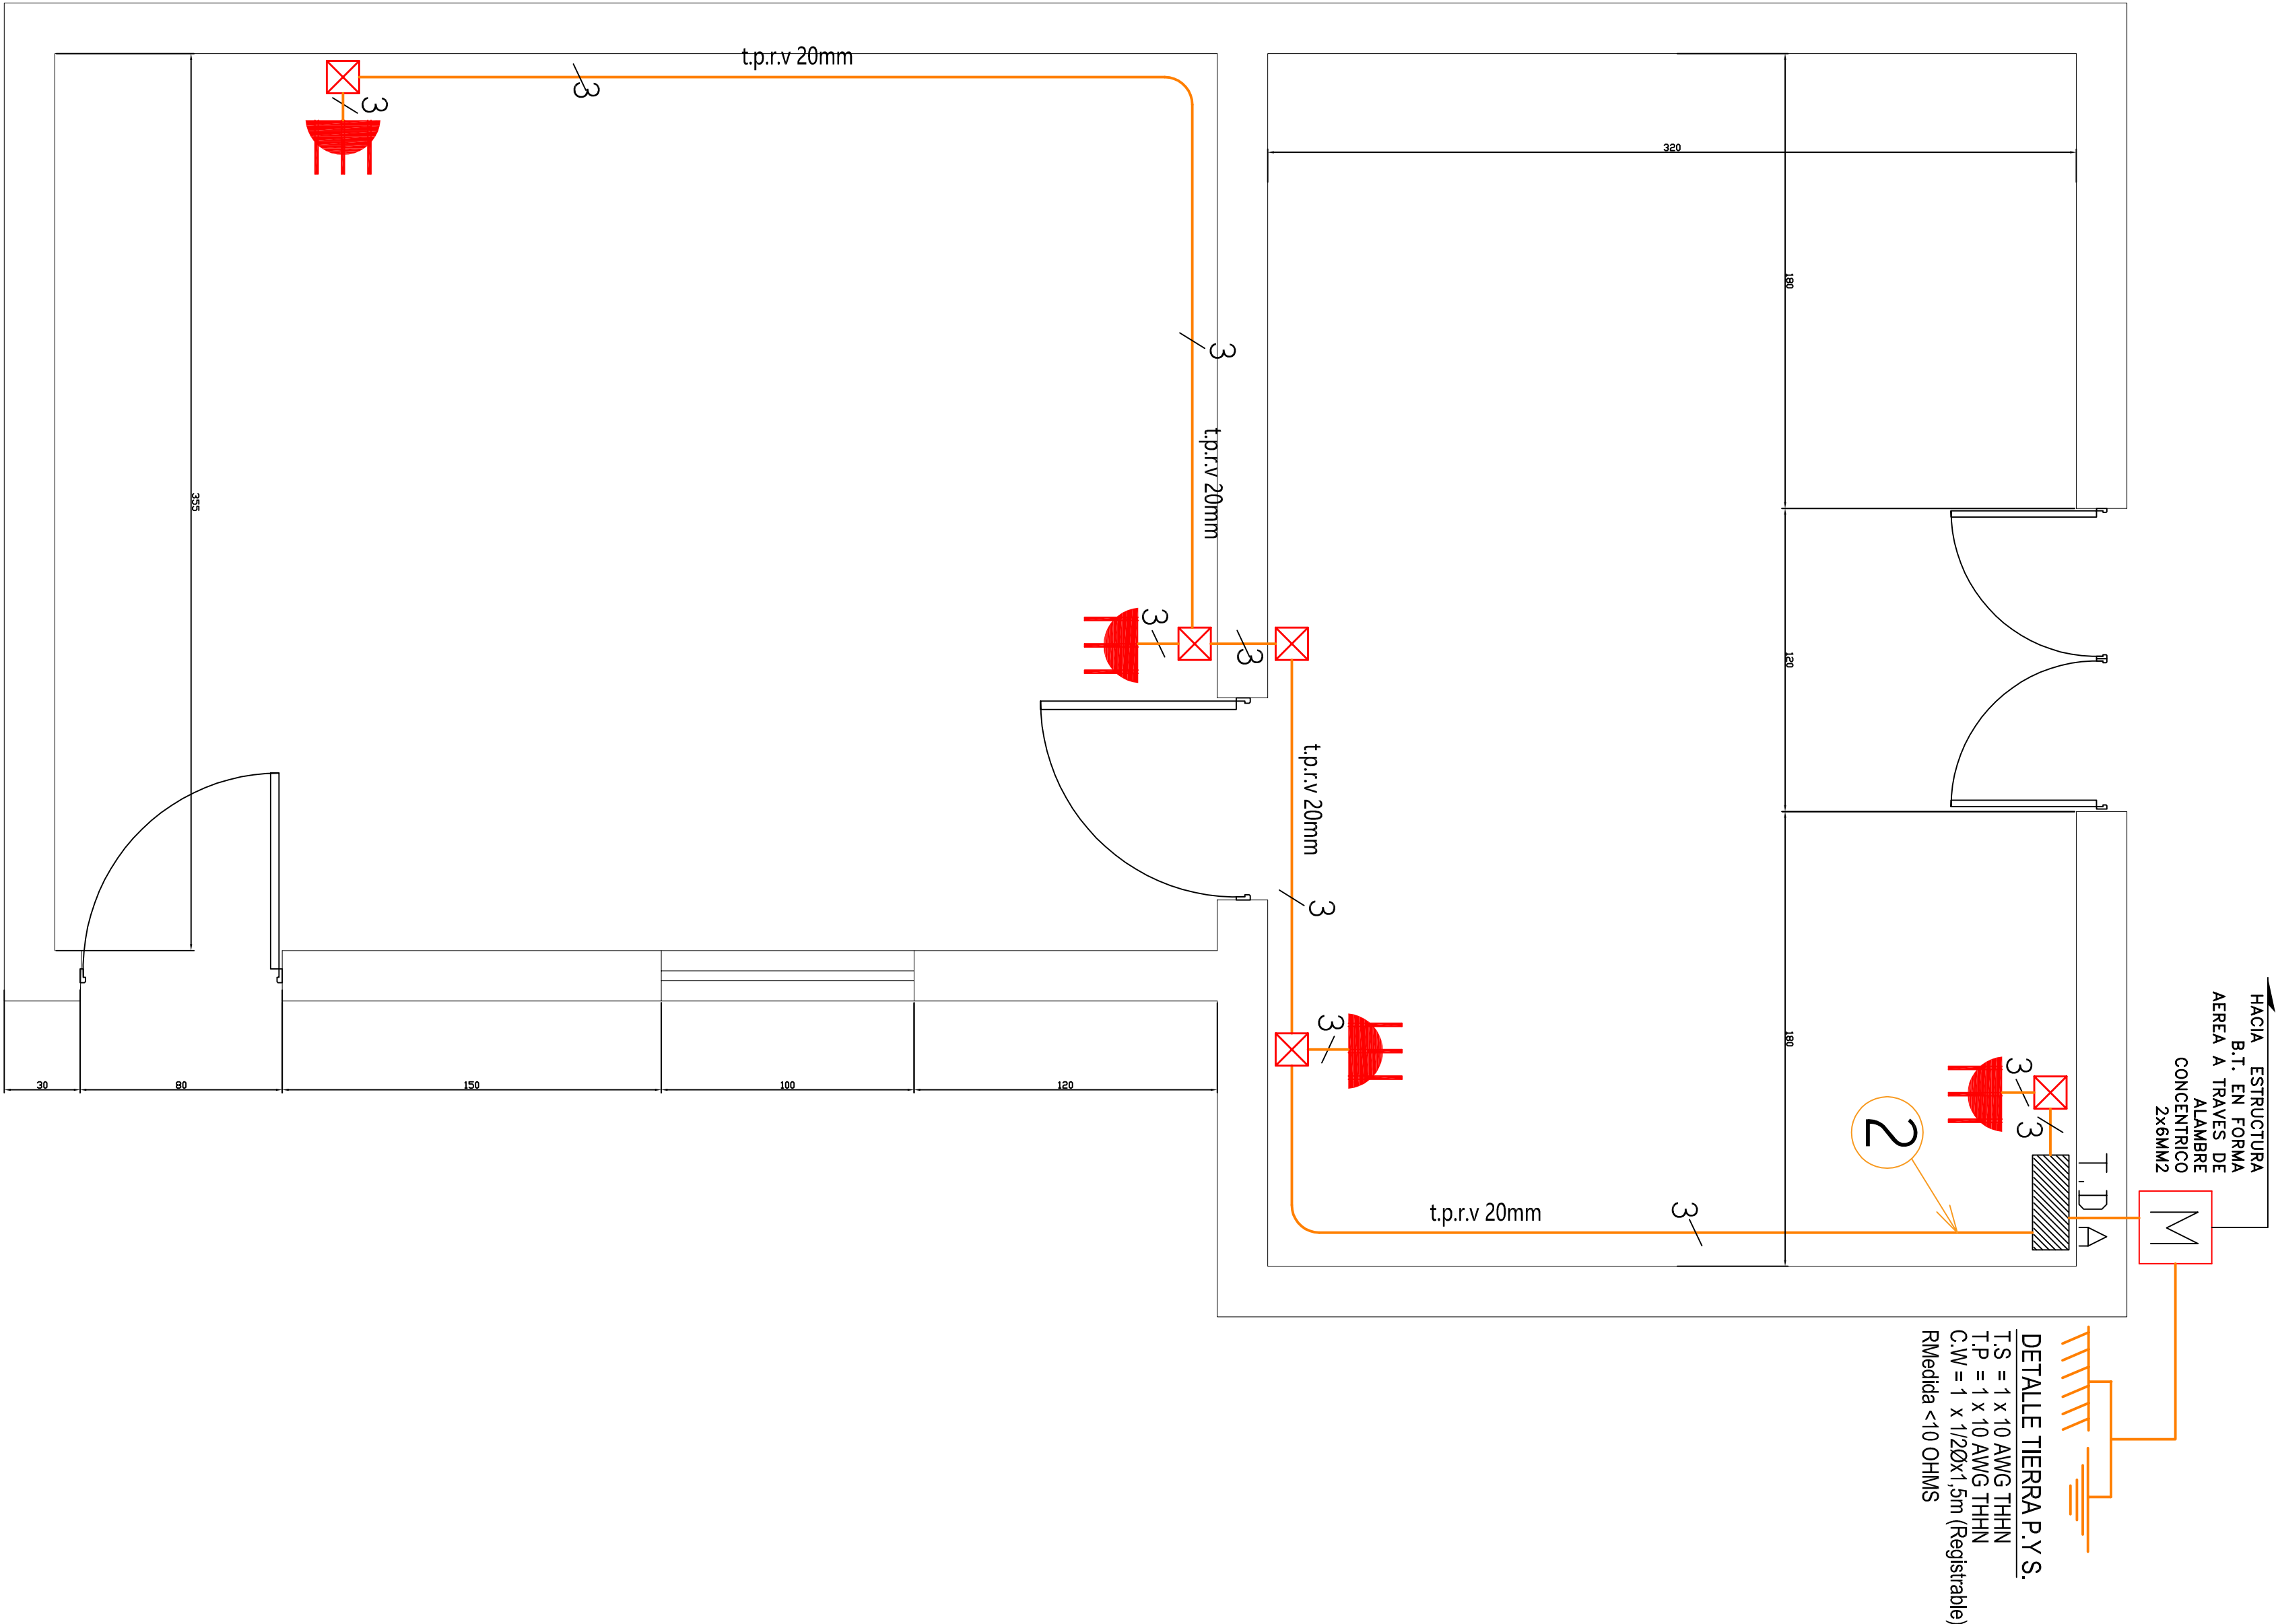 t.p.r.v 20mm
3
3
320
180
3
t.p.r.v 20mm
355
3
3
120
t.p.r.v 20mm
3
3
3
3
180
30
80
150
100
120
2
t.p.r.v 20mm
3
T.D.A
M
HACIA ESTRUCTURA
B.T. EN FORMA
AEREA A TRAVES DE
ALAMBRE
CONCENTRICO
2x6MM2
DETALLE TIERRA P.Y S.
T.S = 1 x 10 AWG THHN
T.P = 1 x 10 AWG THHN
C.W = 1 x 1/2Øx1,5m (Registrable)
RMedida <10 OHMS